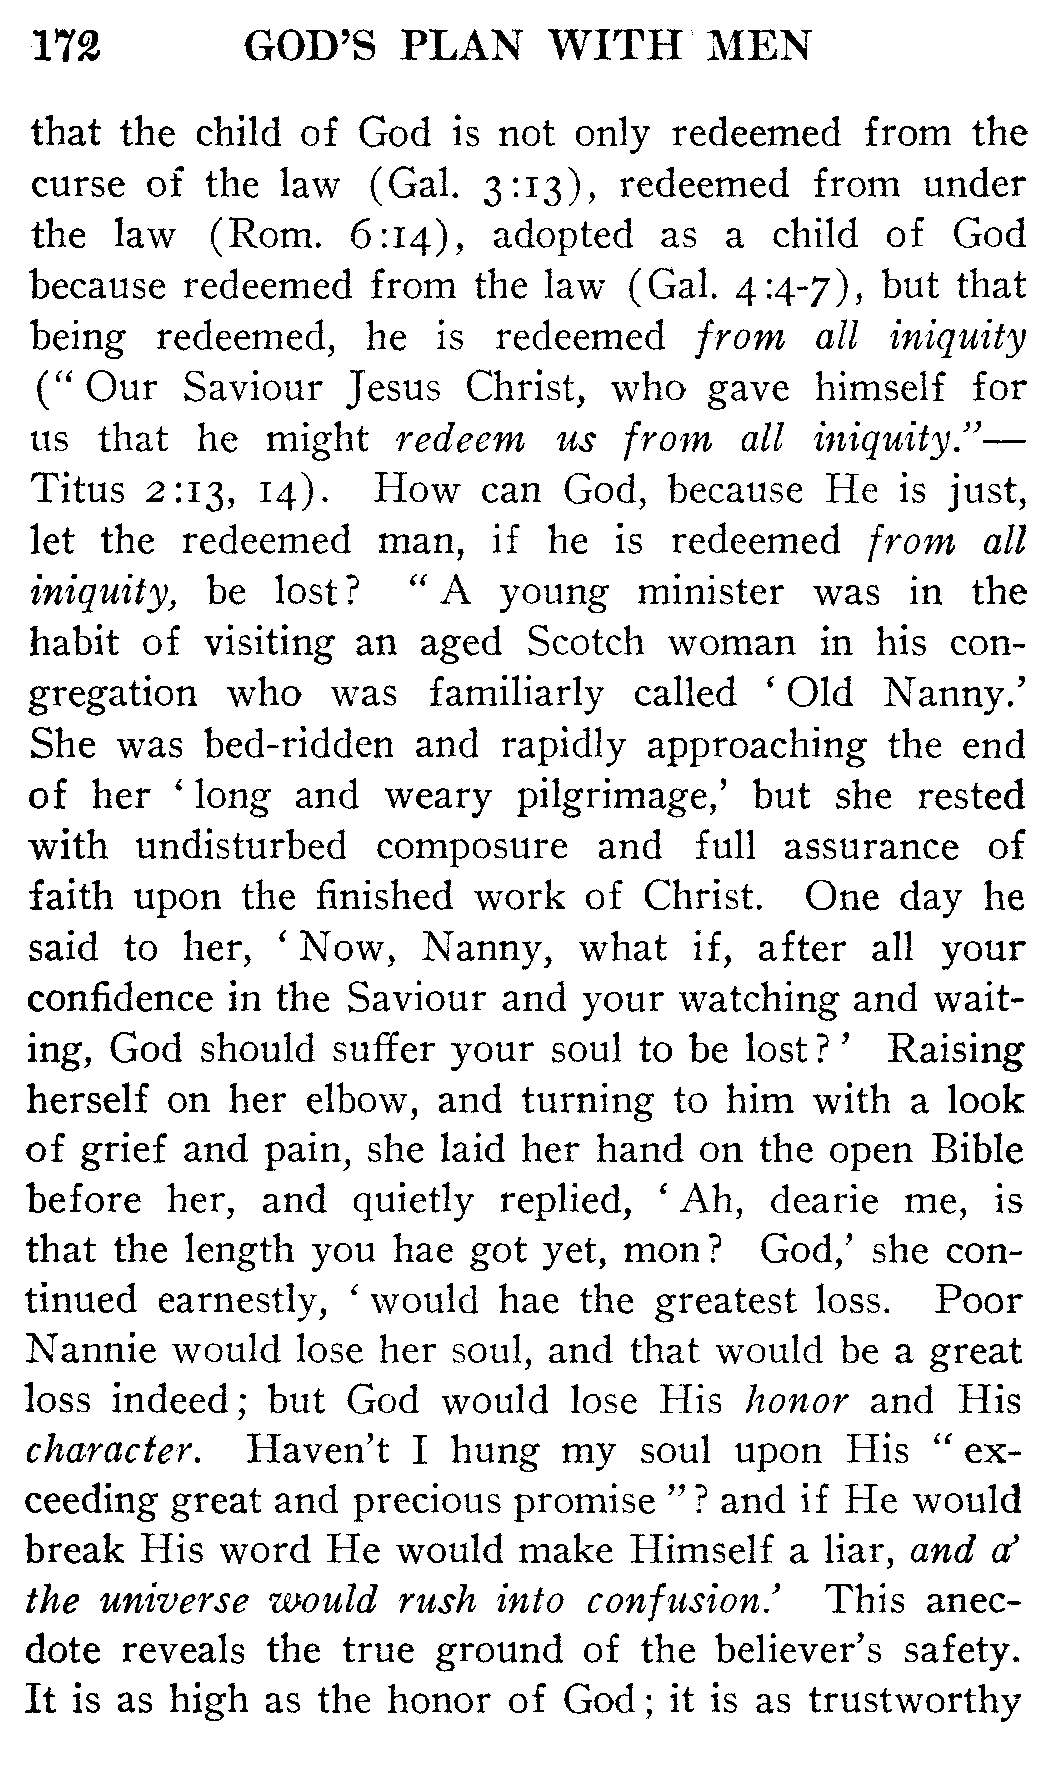 172 GOD'S PLAN WITH MEN
that the child of God is not only redeemed from the
curse of the law (Gal. 3:13), redeemed from under
the law (Rom. 6:14), adopted as a child of God
because redeemed from the law (Gal. 4:4-7), but that
being redeemed, he is redeemed from all iniquity
(“ Our Saviour Jesus Christ, who gave himself for
us that he might redeem us from all iniquity.”—
Titus 2:13, 14). How can God, because He is just,
let the redeemed man, if he is redeemed from all
iniquity, be lost? “ A young minister was in the
habit of visiting an aged Scotch woman in his con-
gregation who was familiarly called ‘ Old Nanny.’
She was bed-ridden and rapidly approaching the end
of her ‘ long and weary pilgrimage,’ but she rested
with undisturbed composure and full assurance of
faith upon the finished work of Christ. One day he
said to her, ‘ Now, Nanny, what if, after all your
confidence in the Saviour and your watching and wait-
ing, God should suffer your soul to be lost? ’ Raising
herself on her elbow, and turning to him with a look
of grief and pain, she laid her hand on the open Bible
before her, and quietly replied, ‘ Ah, dearie me, is
that the length you hae got yet, mon? God,’ she con-
tinued earnestly, ‘ would hae the greatest loss. Poor
Nannie would lose her soul, and that would be a great
loss indeed; but God would lose His honor and His
character. Haven't I hung my soul upon His “ ex-
ceeding great and precious promise ”? and if He would
break His word He would make Himself a liar, and a'
the universe would rush into confusion.’ This anec-
dote reveals the true ground of the believer's safety.
It is as high as the honor of God; it is as trustworthy